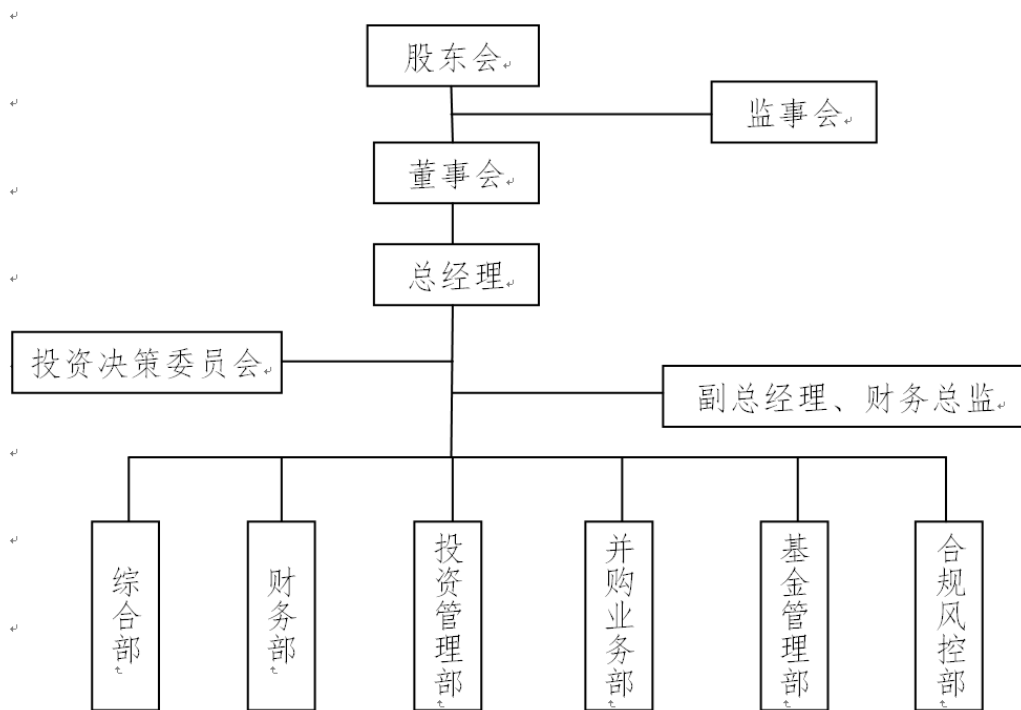 股东会
监事会
董事会
总经理
投资决策委员会
副总经理、财务总监
综合部
财务部
投资管理部
并购业务部
基金管理部
合规风控部